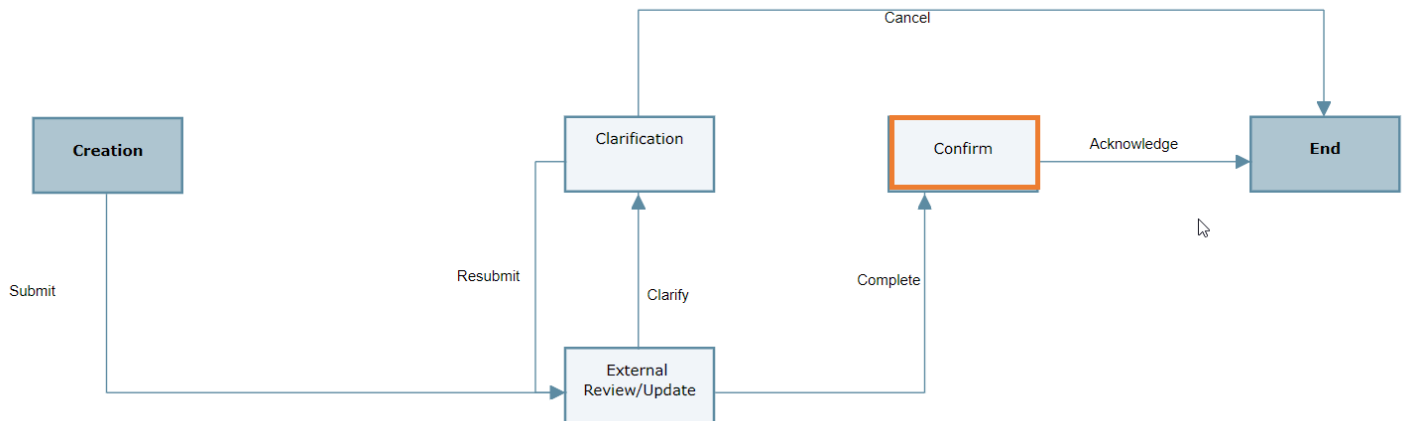 Cancel
Creation
Clarification
Confirm
Acknowledge
End
Submit
Resubmit
Clarify
Complete
External
Review/Update